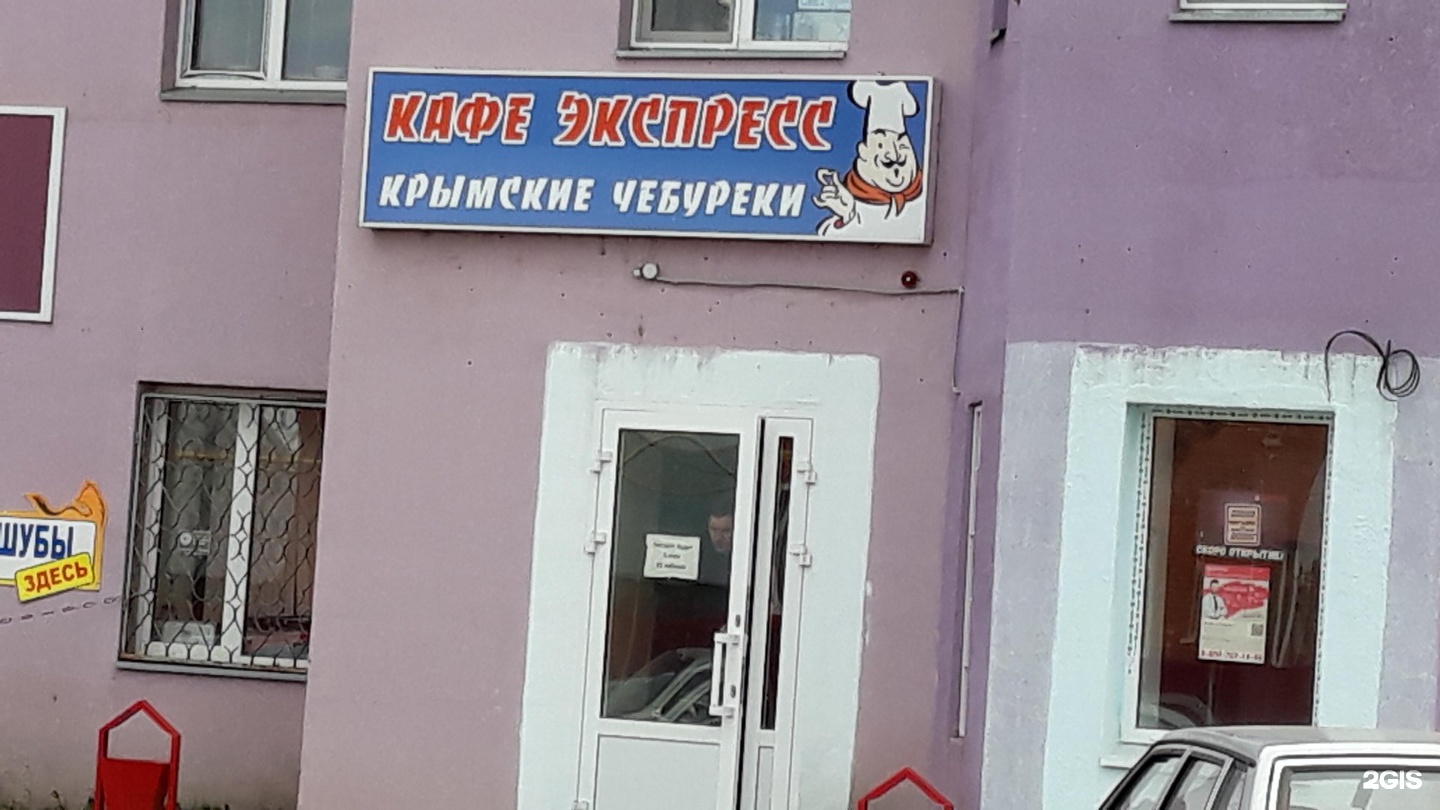 КАФЕ ЭКСПРЕСС
КРЫМСКИЕ ЧЕБУРЕКИ
ШУБЫ
ЗДЕСЬ
СКОРО ОТКРЫТИЕ
2GIS